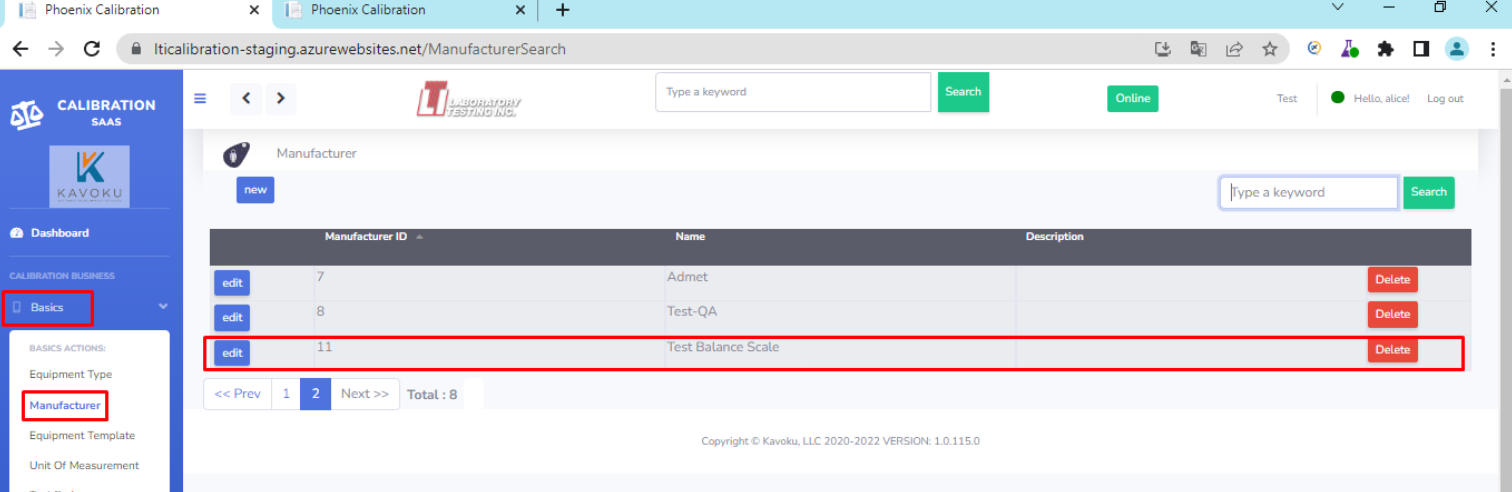 Phoenix Calibration
Phoenix Calibration
lticalibration-staging.azurewebsites.net/ManufacturerSearch
CALIBRATION
SAAS
LABORATORY
TESTING INC.
Type a keyword
Search
Online
Test
Hello, alice!
Log out
KAVOKU
Manufacturer
new
Type a keyword
Search
Dashboard
Manufacturer ID Name Description
CALIBRATION BUSINESS
edit 7 Admet Delete
Basics
edit 8 Test-QA Delete
BASICS ACTIONS:
edit 11 Test Balance Scale Delete
Equipment Type
<< Prev 1 2 Next >> Total : 8
Manufacturer
Equipment Template
Copyright © Kavoku, LLC 2020-2022 VERSION: 1.0.115.0
Unit Of Measurement